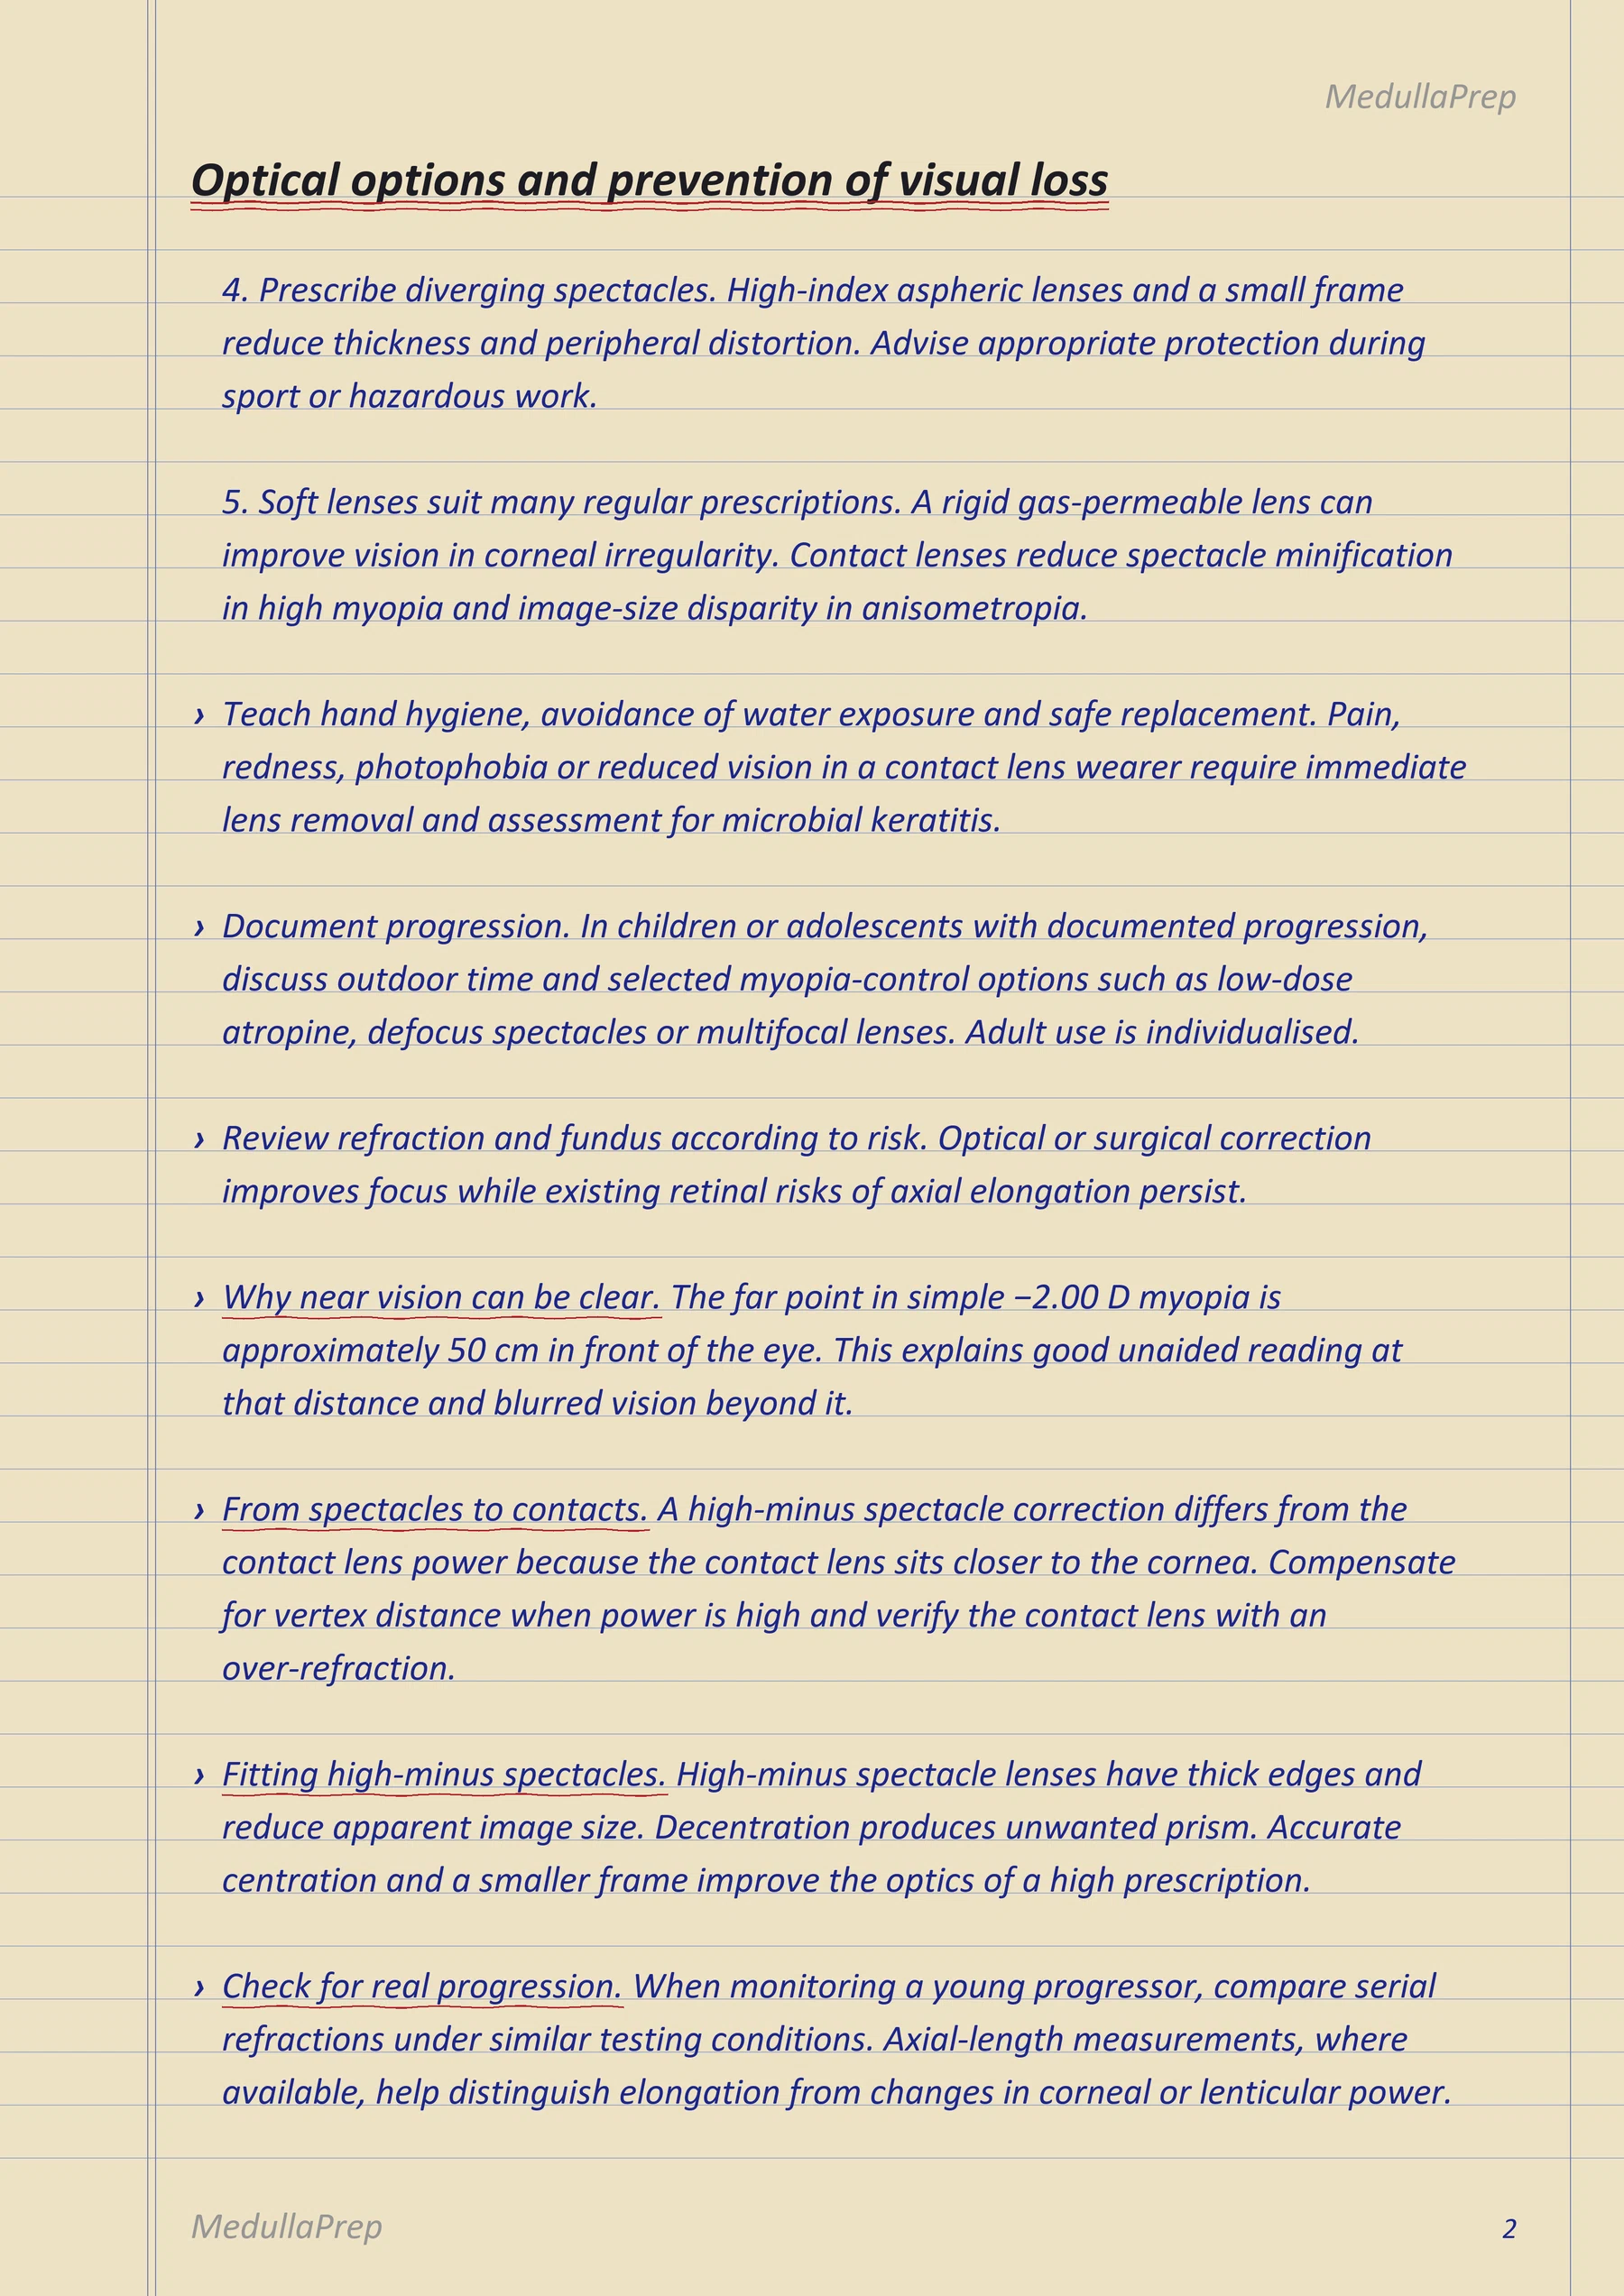 MedullaPrep
Optical options and prevention of visual loss
4. Prescribe diverging spectacles. High-index aspheric lenses and a small frame
reduce thickness and peripheral distortion. Advise appropriate protection during
sport or hazardous work.
5. Soft lenses suit many regular prescriptions. A rigid gas-permeable lens can
improve vision in corneal irregularity. Contact lenses reduce spectacle minification
in high myopia and image-size disparity in anisometropia.
› Teach hand hygiene, avoidance of water exposure and safe replacement. Pain,
redness, photophobia or reduced vision in a contact lens wearer require immediate
lens removal and assessment for microbial keratitis.
› Document progression. In children or adolescents with documented progression,
discuss outdoor time and selected myopia-control options such as low-dose
atropine, defocus spectacles or multifocal lenses. Adult use is individualised.
› Review refraction and fundus according to risk. Optical or surgical correction
improves focus while existing retinal risks of axial elongation persist.
› Why near vision can be clear. The far point in simple −2.00 D myopia is
approximately 50 cm in front of the eye. This explains good unaided reading at
that distance and blurred vision beyond it.
› From spectacles to contacts. A high-minus spectacle correction differs from the
contact lens power because the contact lens sits closer to the cornea. Compensate
for vertex distance when power is high and verify the contact lens with an
over-refraction.
› Fitting high-minus spectacles. High-minus spectacle lenses have thick edges and
reduce apparent image size. Decentration produces unwanted prism. Accurate
centration and a smaller frame improve the optics of a high prescription.
› Check for real progression. When monitoring a young progressor, compare serial
refractions under similar testing conditions. Axial-length measurements, where
available, help distinguish elongation from changes in corneal or lenticular power.
MedullaPrep
2